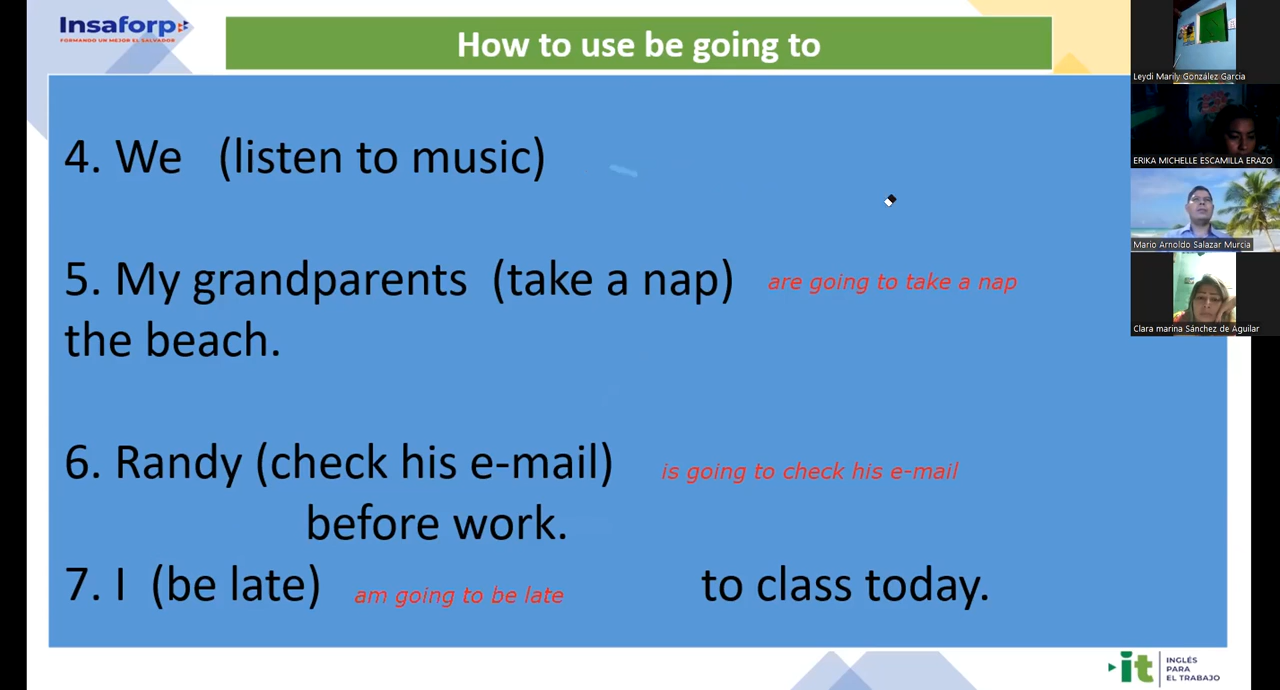 Insaforp
FORMANDO UN MEJOR EL SALVADOR
How to use be going to
4. We (listen to music)
5. My grandparents (take a nap) are going to take a nap
the beach.
6. Randy (check his e-mail) is going to check his e-mail
before work.
7. I (be late) am going to be late to class today.
Leydi Marily González Garcia
ERIKA MICHELLE ESCAMILLA ERAZO
Mario Arnoldo Salazar Murcia
Clara marina Sánchez de Aguilar
it
INGLÉS
PARA
EL TRABAJO